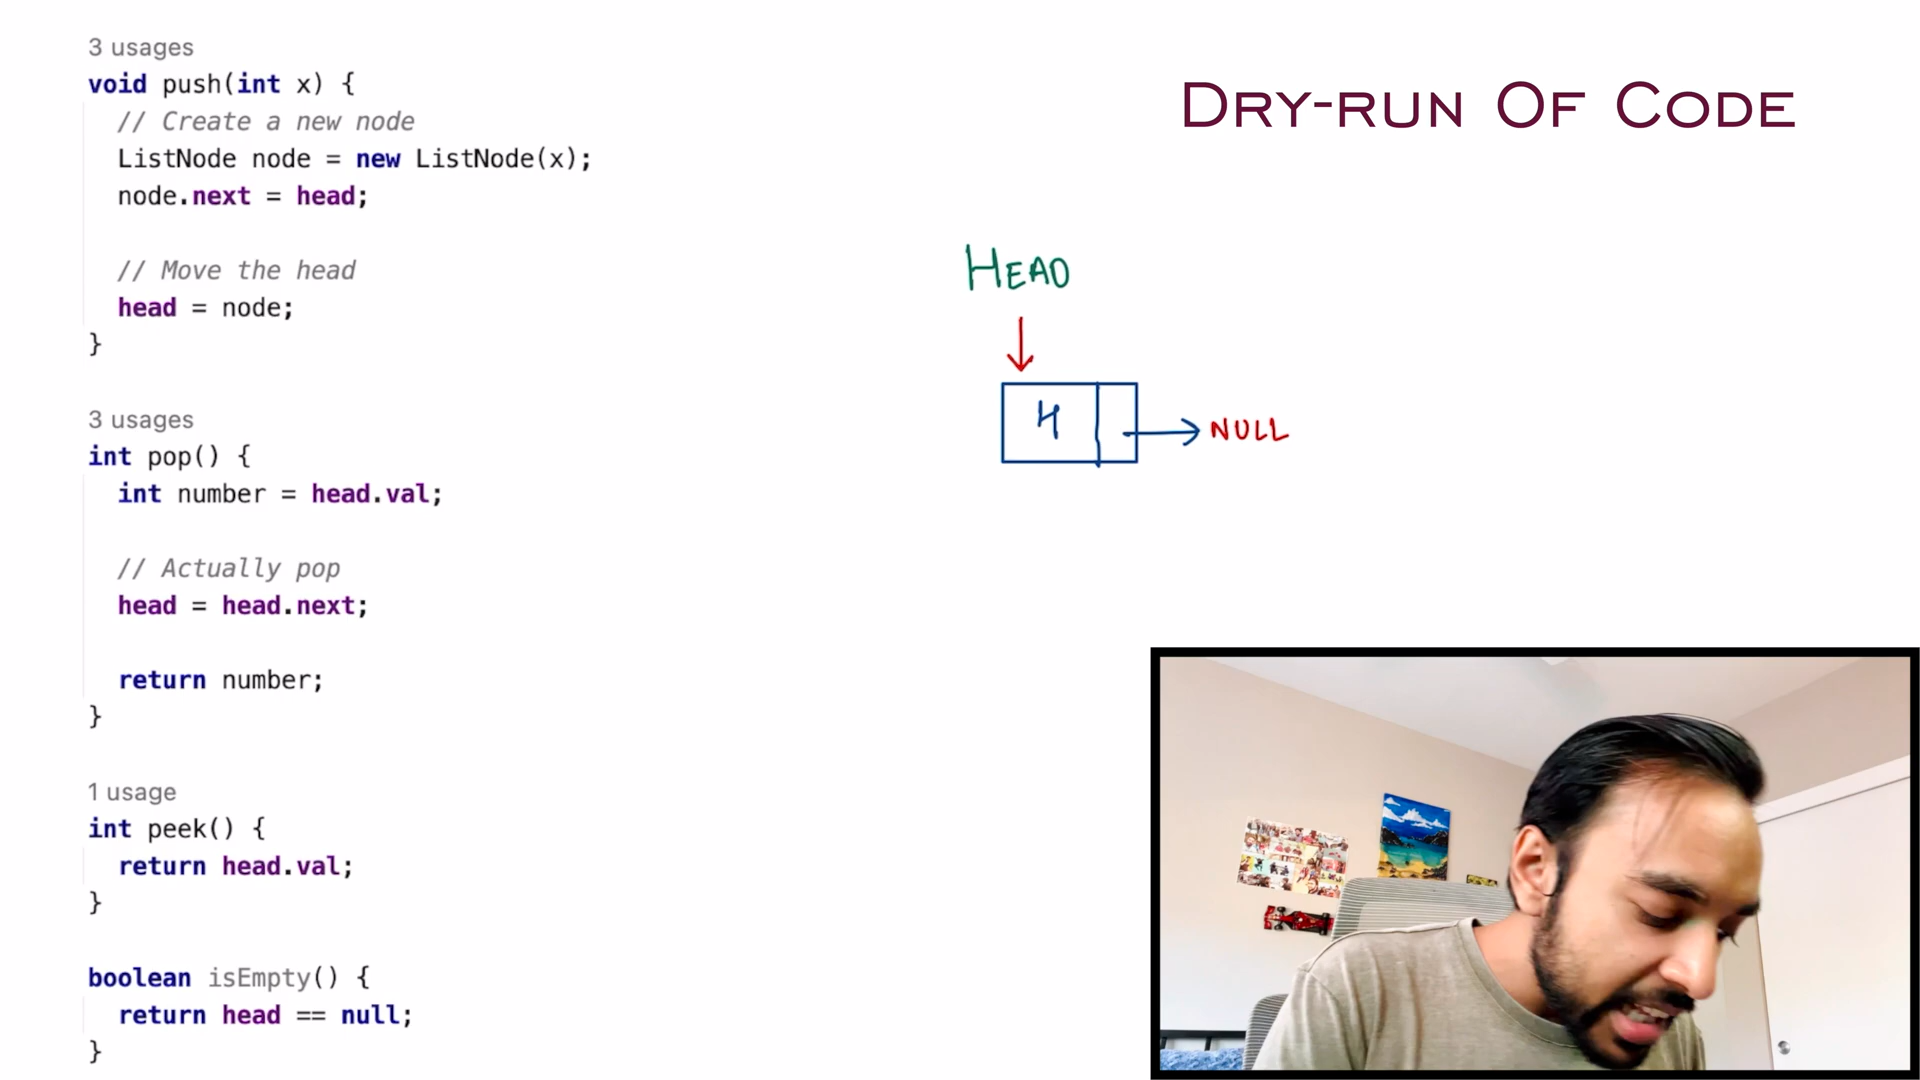 3 usages
void push(int x) {
// Create a new node
ListNode node = new ListNode(x);
node.next = head;
// Move the head
head = node;
}
3 usages
int pop() {
int number = head.val;
// Actually pop
head = head.next;
return number;
}
1 usage
int peek() {
return head.val;
}
boolean isEmpty() {
return head == null;
}
DRY-RUN OF CODE
HEAD
4
NULL